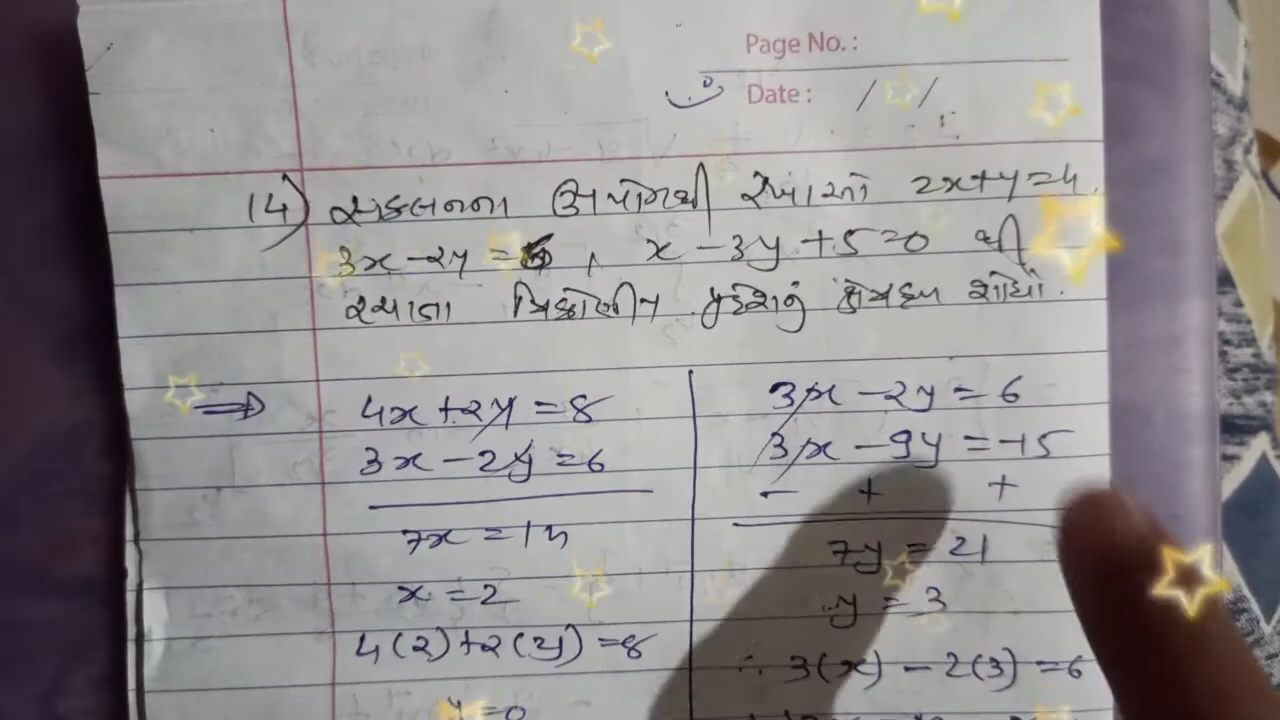 Page No.:
Date: / /
14) સંકલનના ઉપયોગથી રેખાઓ 2x+y=4,
3x-2y=6, x-3y+5=0 થી
રચાતા ત્રિકોણીય પ્રદેશનું ક્ષેત્રફળ શોધો.
⇒ 4x+2y=8
3x-2y=6
7x=14
x=2
4(2)+2(y)=8
y=0
3x-2y=6
3x-9y=-15
- + +
7y=21
y=3
∴ 3(x)-2(3)=6